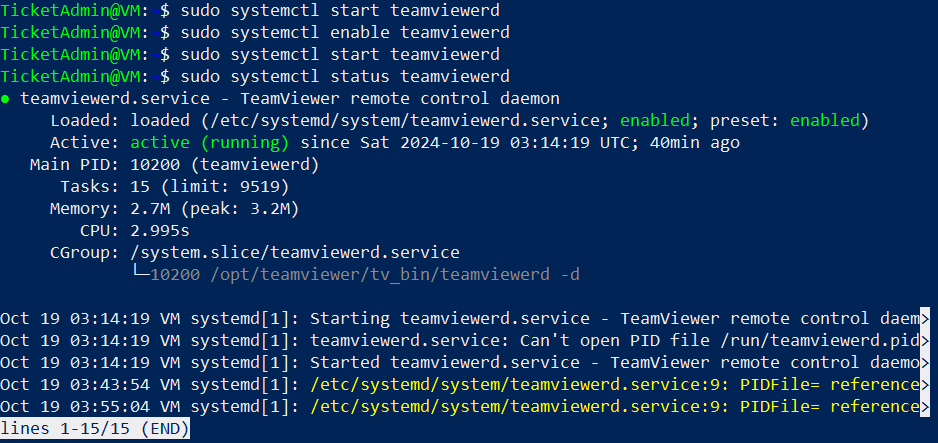 TicketAdmin@VM: $ sudo systemctl start teamviewerd
TicketAdmin@VM: $ sudo systemctl enable teamviewerd
TicketAdmin@VM: $ sudo systemctl start teamviewerd
TicketAdmin@VM: $ sudo systemctl status teamviewerd
● teamviewerd.service - TeamViewer remote control daemon
Loaded: loaded (/etc/systemd/system/teamviewerd.service; enabled; preset: enabled)
Active: active (running) since Sat 2024-10-19 03:14:19 UTC; 40min ago
Main PID: 10200 (teamviewerd)
Tasks: 15 (limit: 9519)
Memory: 2.7M (peak: 3.2M)
CPU: 2.995s
CGroup: /system.slice/teamviewerd.service
└─10200 /opt/teamviewer/tv_bin/teamviewerd -d
Oct 19 03:14:19 VM systemd[1]: Starting teamviewerd.service - TeamViewer remote control daem>
Oct 19 03:14:19 VM systemd[1]: teamviewerd.service: Can't open PID file /run/teamviewerd.pid>
Oct 19 03:14:19 VM systemd[1]: Started teamviewerd.service - TeamViewer remote control daemo>
Oct 19 03:43:54 VM systemd[1]: /etc/systemd/system/teamviewerd.service:9: PIDFile= reference>
Oct 19 03:55:04 VM systemd[1]: /etc/systemd/system/teamviewerd.service:9: PIDFile= reference>
lines 1-15/15 (END)